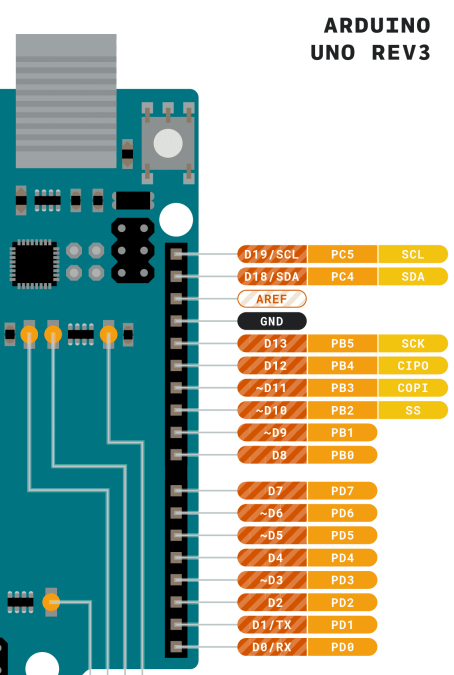 ARDUINO
UNO REV3
D19/SCL PC5 SCL
D18/SDA PC4 SDA
AREF
GND
D13 PB5 SCK
D12 PB4 CIPO
~D11 PB3 COPI
~D10 PB2 SS
~D9 PB1
D8 PB0
D7 PD7
~D6 PD6
~D5 PD5
D4 PD4
~D3 PD3
D2 PD2
D1/TX PD1
D0/RX PD0